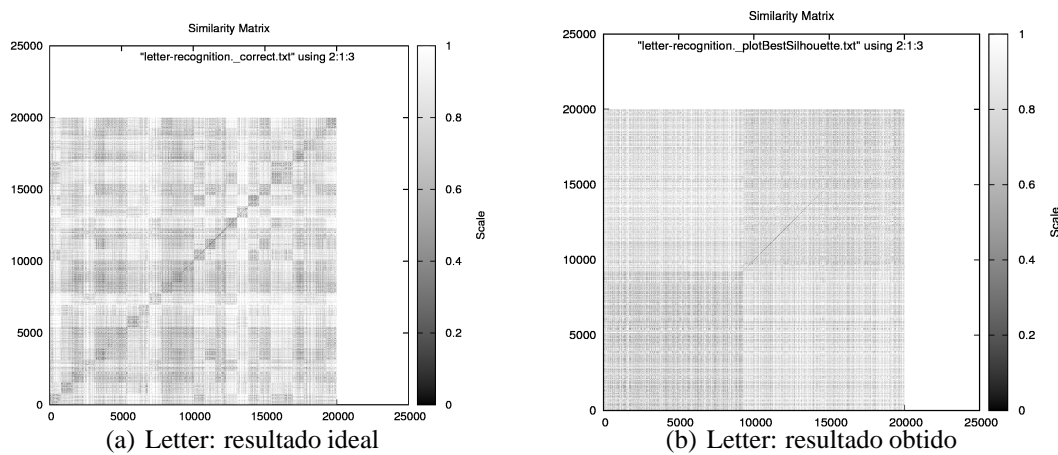 Similarity Matrix
"letter-recognition._correct.txt" using 2:1:3
25000
20000
15000
10000
5000
0
0 5000 10000 15000 20000 25000
1
0.8
0.6
0.4
0.2
0
Scale
(a) Letter: resultado ideal
Similarity Matrix
"letter-recognition._plotBestSilhouette.txt" using 2:1:3
25000
20000
15000
10000
5000
0
0 5000 10000 15000 20000 25000
1
0.8
0.6
0.4
0.2
0
Scale
(b) Letter: resultado obtido